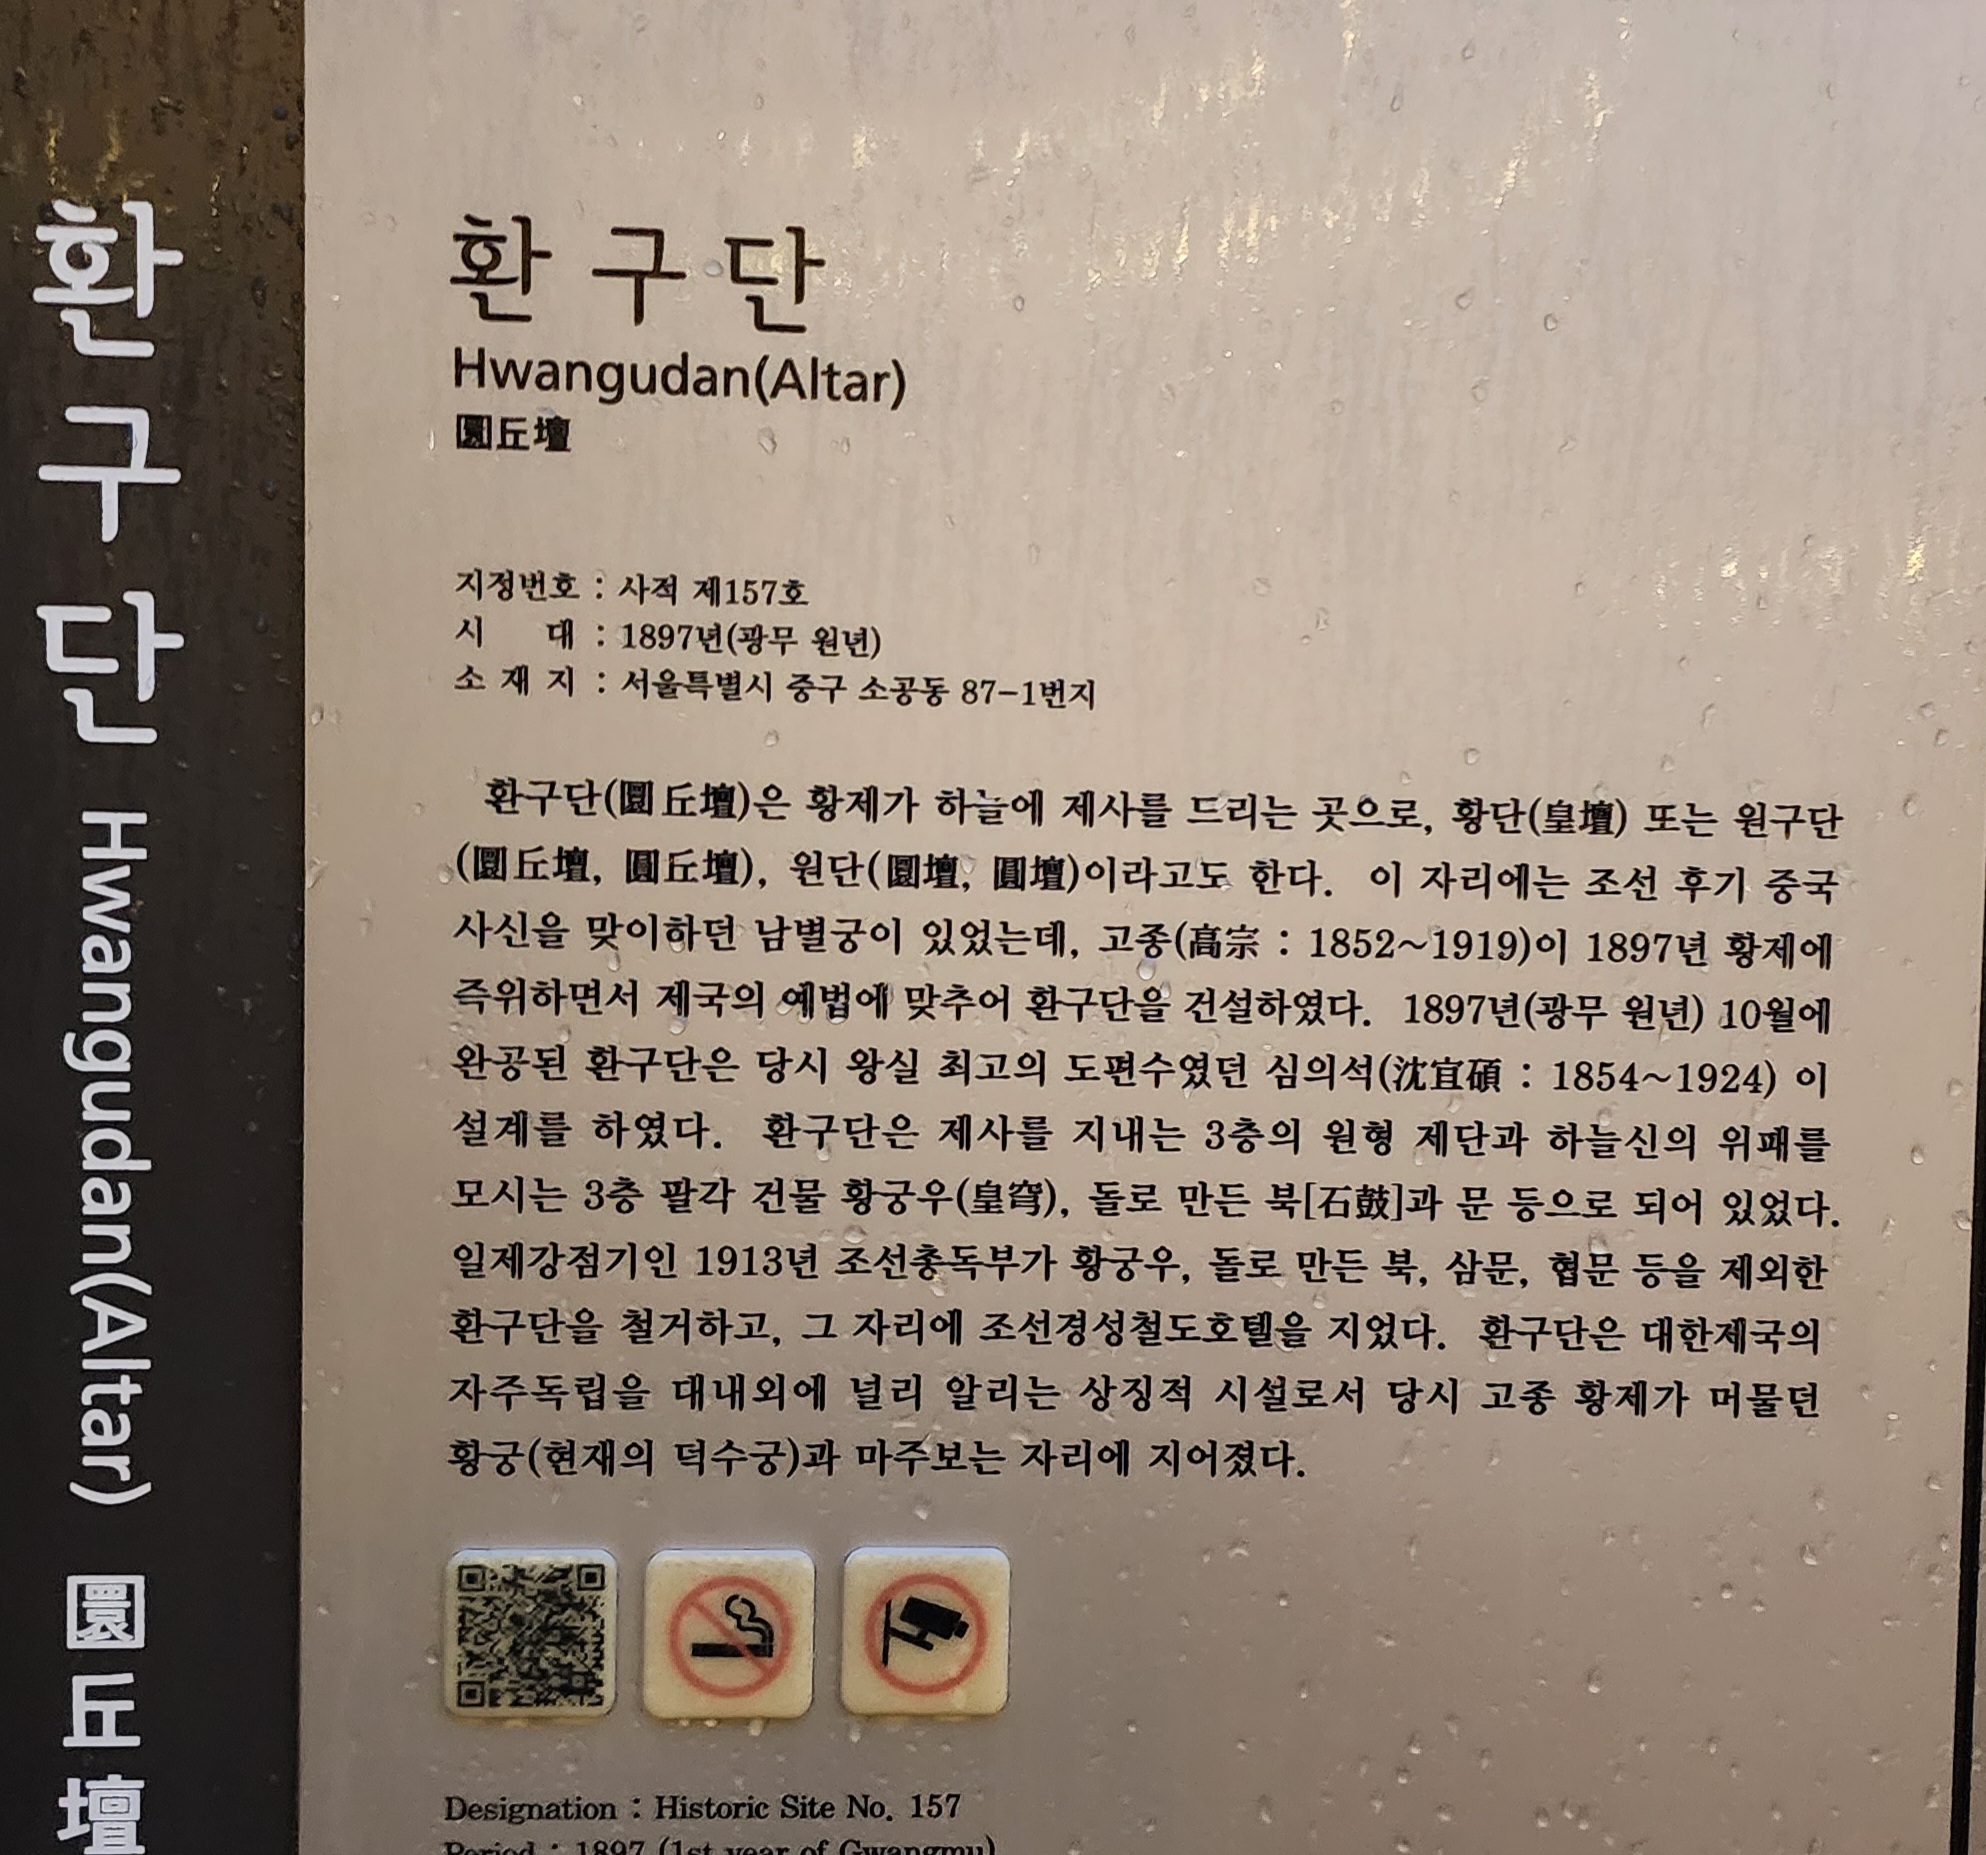 환구단 Hwangudan(Altar) 圜丘壇
환구단
Hwangudan(Altar)
圜丘壇
지정번호 : 사적 제157호
시 대 : 1897년(광무 원년)
소 재 지 : 서울특별시 중구 소공동 87-1번지
환구단(圜丘壇)은 황제가 하늘에 제사를 드리는 곳으로, 황단(皇壇) 또는 원구단
(圜丘壇, 圓丘壇), 원단(圜壇, 圓壇)이라고도 한다. 이 자리에는 조선 후기 중국
사신을 맞이하던 남별궁이 있었는데, 고종(高宗 : 1852~1919)이 1897년 황제에
즉위하면서 제국의 예법에 맞추어 환구단을 건설하였다. 1897년(광무 원년) 10월에
완공된 환구단은 당시 왕실 최고의 도편수였던 심의석(沈宜碩 : 1854~1924) 이
설계를 하였다. 환구단은 제사를 지내는 3층의 원형 제단과 하늘신의 위패를
모시는 3층 팔각 건물 황궁우(皇穹), 돌로 만든 북[石鼓]과 문 등으로 되어 있었다.
일제강점기인 1913년 조선총독부가 황궁우, 돌로 만든 북, 삼문, 협문 등을 제외한
환구단을 철거하고, 그 자리에 조선경성철도호텔을 지었다. 환구단은 대한제국의
자주독립을 대내외에 널리 알리는 상징적 시설로서 당시 고종 황제가 머물던
황궁(현재의 덕수궁)과 마주보는 자리에 지어졌다.
Designation : Historic Site No. 157
Period : 1897 (1st year of Gwangmu)